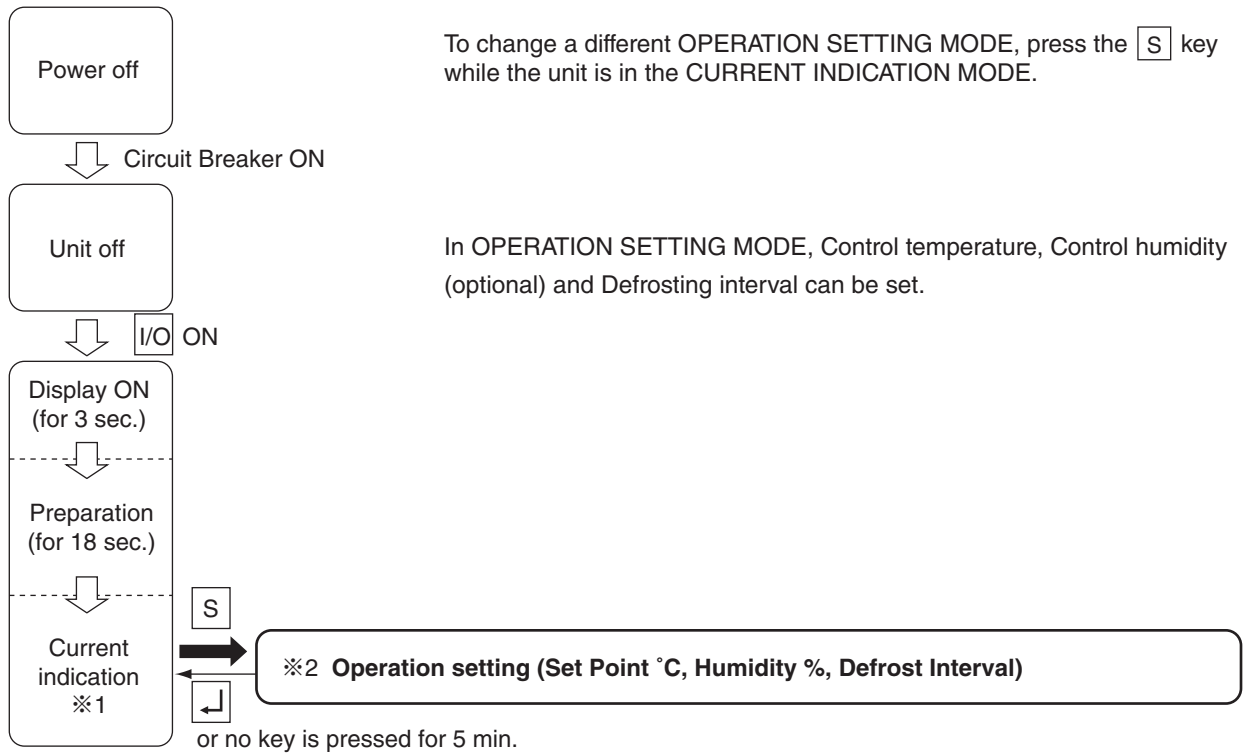 Power off
To change a different OPERATION SETTING MODE, press the S key
while the unit is in the CURRENT INDICATION MODE.
Circuit Breaker ON
Unit off
In OPERATION SETTING MODE, Control temperature, Control humidity
(optional) and Defrosting interval can be set.
I/O ON
Display ON
(for 3 sec.)
Preparation
(for 18 sec.)
S
Current
indication
※1
※2 Operation setting (Set Point ˚C, Humidity %, Defrost Interval)
↵
or no key is pressed for 5 min.